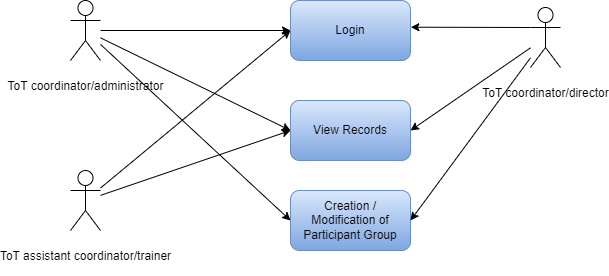 Login
ToT coordinator/administrator
ToT coordinator/director
View Records
Creation /
Modification of
Participant Group
ToT assistant coordinator/trainer